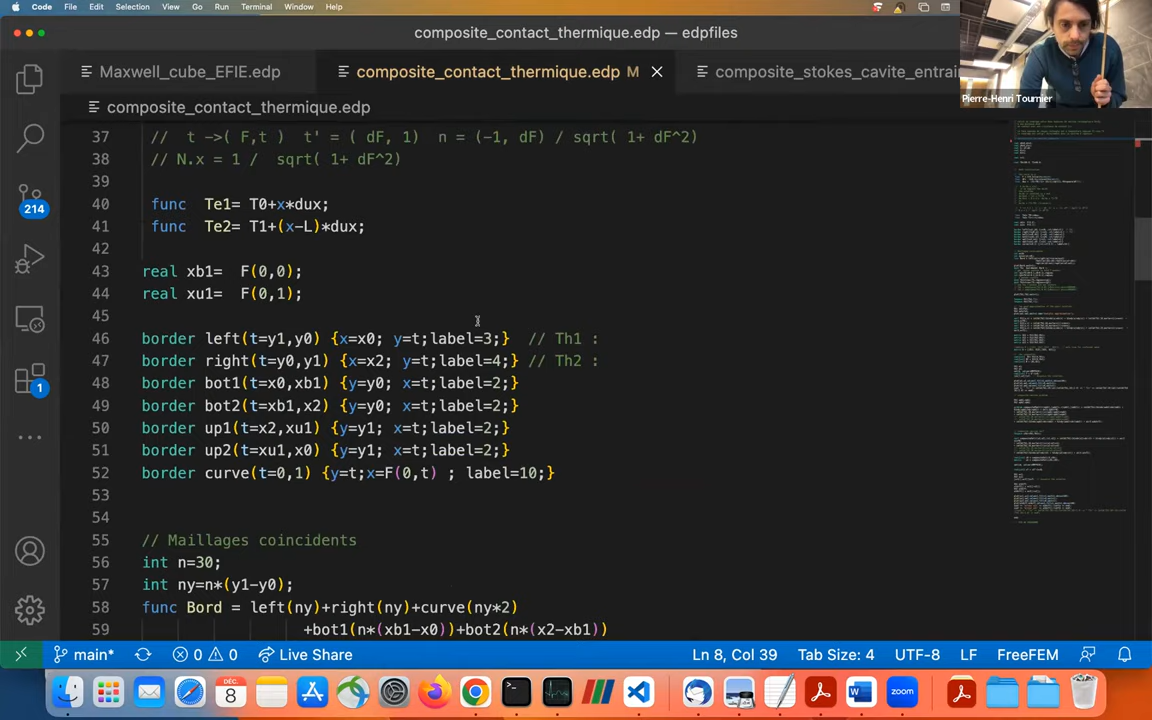 Code File Edit Selection View Go Run Terminal Window Help
composite_contact_thermique.edp — edpfiles
Maxwell_cube_EFIE.edp composite_contact_thermique.edp M composite_stokes_cavite_entrai
composite_contact_thermique.edp
Pierre-Henri Tournier
37 // t ->( F,t ) t' = ( dF, 1) n = (-1, dF) / sqrt( 1+ dF^2)
38 // N.x = 1 / sqrt( 1+ dF^2)
39
40 func Te1= T0+x*dux;
41 func Te2= T1+(x-L)*dux;
42
43 real xb1= F(0,0);
44 real xu1= F(0,1);
45
46 border left(t=y1,y0) {x=x0; y=t;label=3;} // Th1 :
47 border right(t=y0,y1) {x=x2; y=t;label=4;} // Th2 :
48 border bot1(t=x0,xb1) {y=y0; x=t;label=2;}
49 border bot2(t=xb1,x2) {y=y0; x=t;label=2;}
50 border up1(t=x2,xu1) {y=y1; x=t;label=2;}
51 border up2(t=xu1,x0) {y=y1; x=t;label=2;}
52 border curve(t=0,1) {y=t;x=F(0,t) ; label=10;}
53
54
55 // Maillages coincidents
56 int n=30;
57 int ny=n*(y1-y0);
58 func Bord = left(ny)+right(ny)+curve(ny*2)
59 +bot1(n*(xb1-x0))+bot2(n*(x2-xb1))
214
1
main* 0 0 Live Share Ln 8, Col 39 Tab Size: 4 UTF-8 LF FreeFEM
DEC.
8
zoom